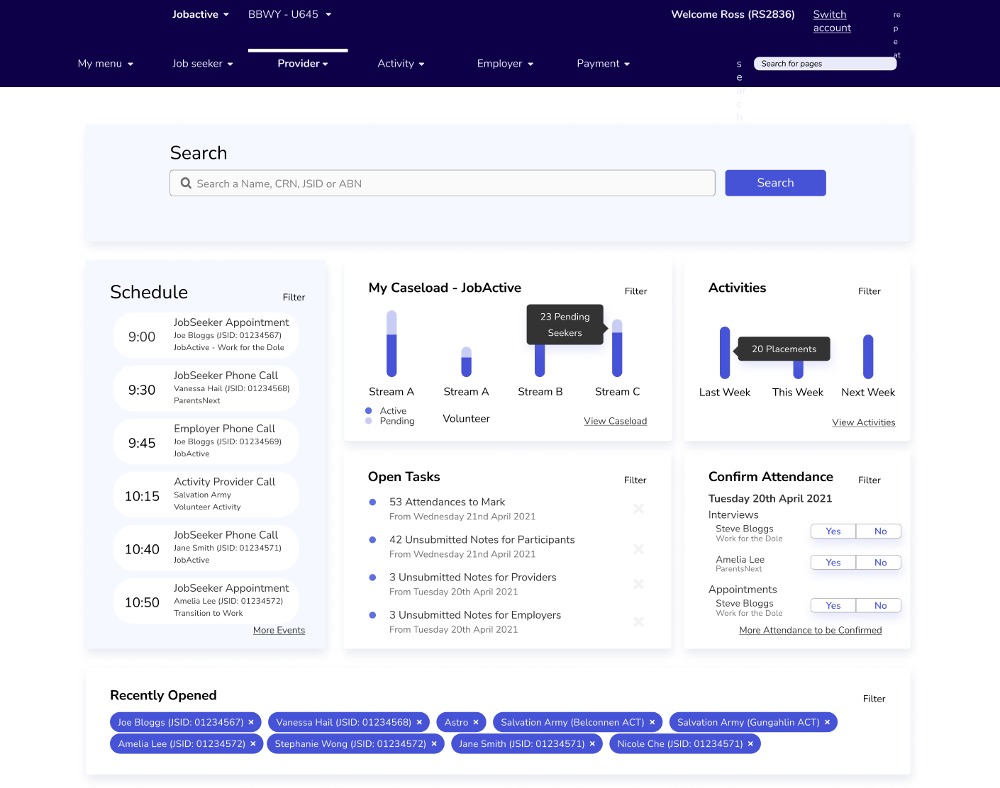 Jobactive
BBWY - U645
Welcome Ross (RS2836)
Switch
account
re
p
e
at
My menu
Job seeker
Provider
Activity
Employer
Payment
s
e
ar
c
h
Search for pages
Search
Search a Name, CRN, JSID or ABN
Search
Schedule
Filter
9:00
JobSeeker Appointment
Joe Bloggs (JSID: 01234567)
JobActive - Work for the Dole
9:30
JobSeeker Phone Call
Vanessa Hail (JSID: 01234568)
ParentsNext
9:45
Employer Phone Call
Joe Bloggs (JSID: 01234569)
JobActive
10:15
Activity Provider Call
Salvation Army
Volunteer Activity
10:40
JobSeeker Phone Call
Jane Smith (JSID: 01234571)
JobActive
10:50
JobSeeker Appointment
Amelia Lee (JSID: 01234572)
Transition to Work
More Events
My Caseload - JobActive
Filter
23 Pending
Seekers
Stream A
Stream A
Stream B
Stream C
Active
Pending
Volunteer
View Caseload
Activities
Filter
20 Placements
Last Week
This Week
Next Week
View Activities
Open Tasks
Filter
53 Attendances to Mark
From Wednesday 21nd April 2021
42 Unsubmitted Notes for Participants
From Wednesday 21nd April 2021
3 Unsubmitted Notes for Providers
From Tuesday 20th April 2021
3 Unsubmitted Notes for Employers
From Tuesday 20th April 2021
Confirm Attendance
Filter
Tuesday 20th April 2021
Interviews
Steve Bloggs
Work for the Dole
Yes
No
Amelia Lee
ParentsNext
Yes
No
Appointments
Steve Bloggs
Work for the Dole
Yes
No
More Attendance to be Confirmed
Recently Opened
Filter
Joe Bloggs (JSID: 01234567) ×
Vanessa Hail (JSID: 01234568) ×
Astro ×
Salvation Army (Belconnen ACT) ×
Salvation Army (Gungahlin ACT) ×
Amelia Lee (JSID: 01234572) ×
Stephanie Wong (JSID: 01234572) ×
Jane Smith (JSID: 01234571) ×
Nicole Che (JSID: 01234571) ×